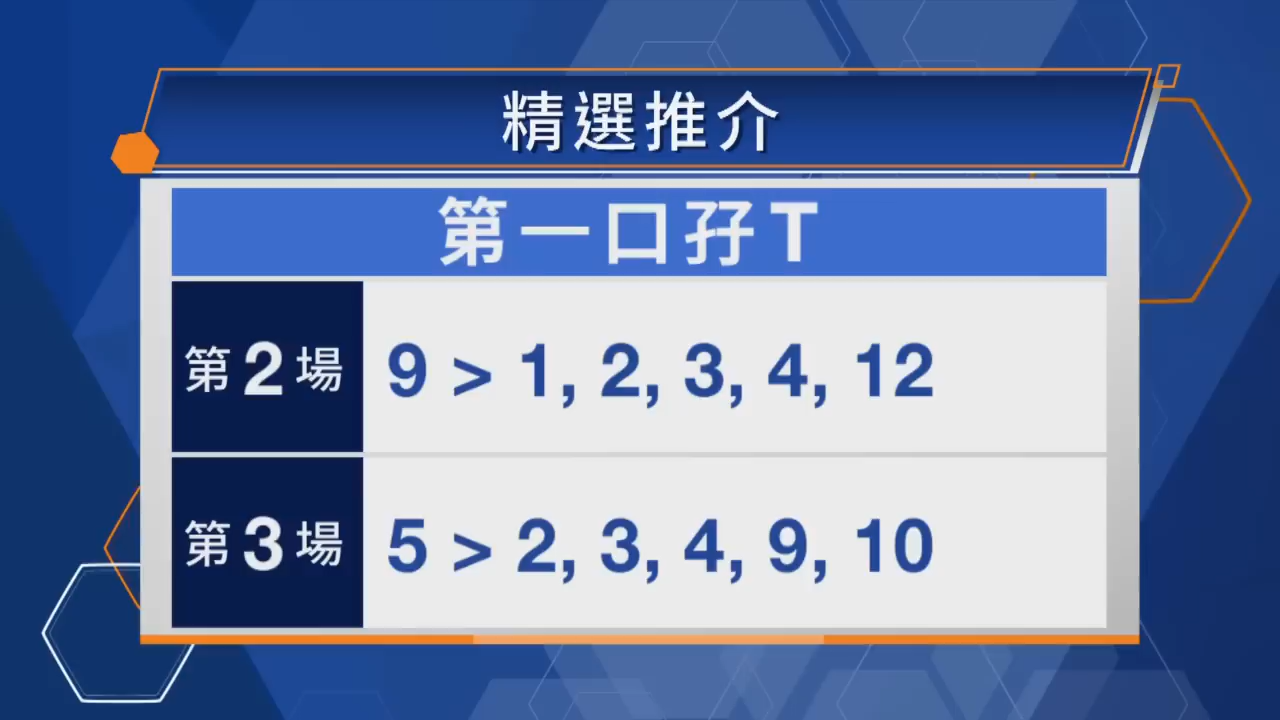 精選推介
第一口孖T
第2場 9 > 1, 2, 3, 4, 12
第3場 5 > 2, 3, 4, 9, 10